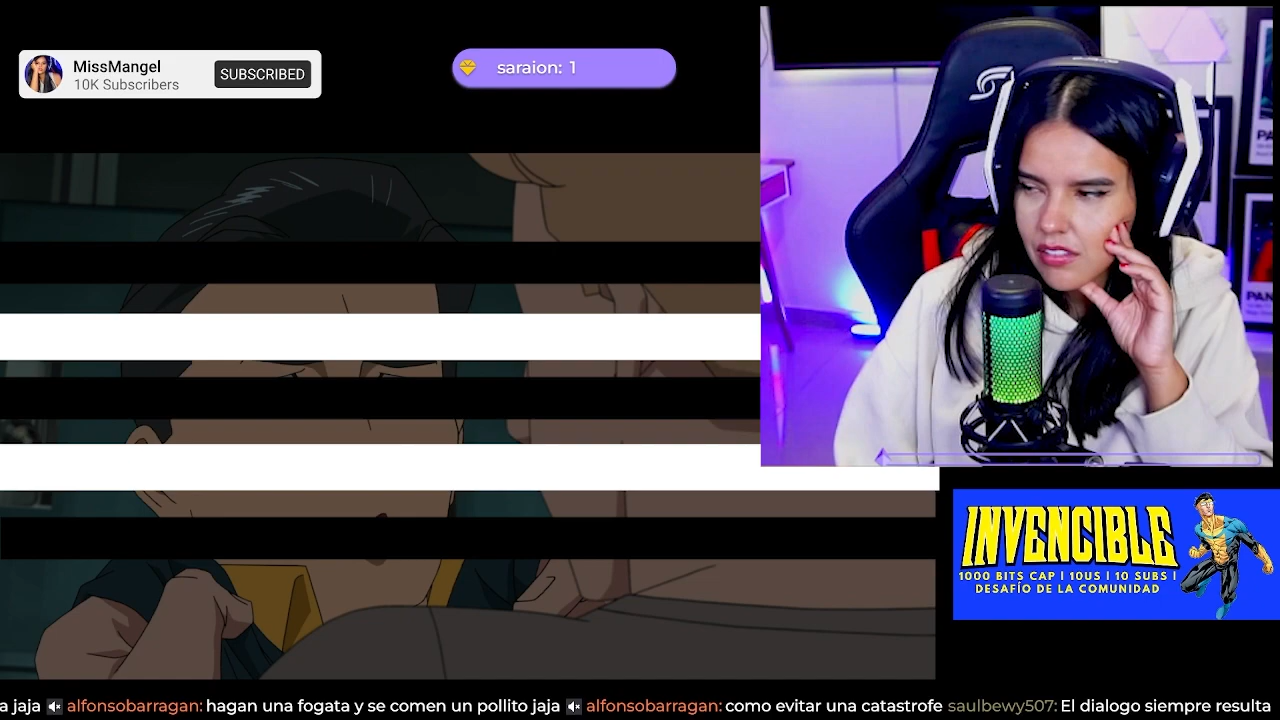 MissMangel
10K Subscribers
SUBSCRIBED
saraion: 1
INVENCIBLE
1000 BITS CAP | 10US | 10 SUBS |
DESAFÍO DE LA COMUNIDAD
a jaja alfonsobarragan: hagan una fogata y se comen un pollito jaja alfonsobarragan: como evitar una catastrofe saulbewy507: El dialogo siempre resulta